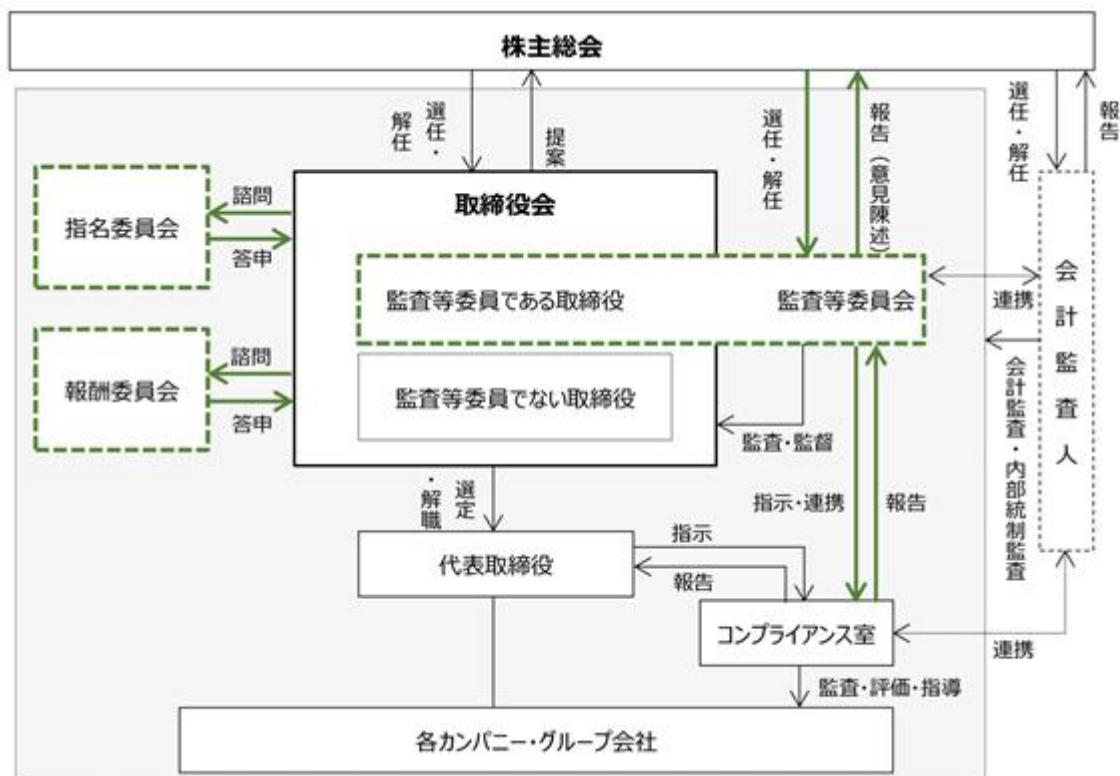 株主総会
選任・
解任
提案
選任・解任
報告（意見陳述）
選任・解任
報告
指名委員会
諮問
答申
取締役会
監査等委員である取締役
監査等委員会
連携
会計監査人
報酬委員会
諮問
答申
監査等委員でない取締役
監査・監督
会計監査・内部統制監査
選定
・解職
指示・連携
報告
代表取締役
指示
報告
コンプライアンス室
連携
監査・評価・指導
各カンパニー・グループ会社